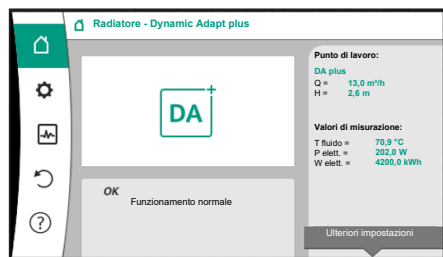 Radiatore - Dynamic Adapt plus
DA+
OK
Funzionamento normale
Punto di lavoro:
DA plus
Q = 13,0 m³/h
H = 2,6 m
Valori di misurazione:
T fluido = 70,9 °C
P elett. = 202,0 W
W elett. = 4200,0 kWh
Ulteriori impostazioni
?